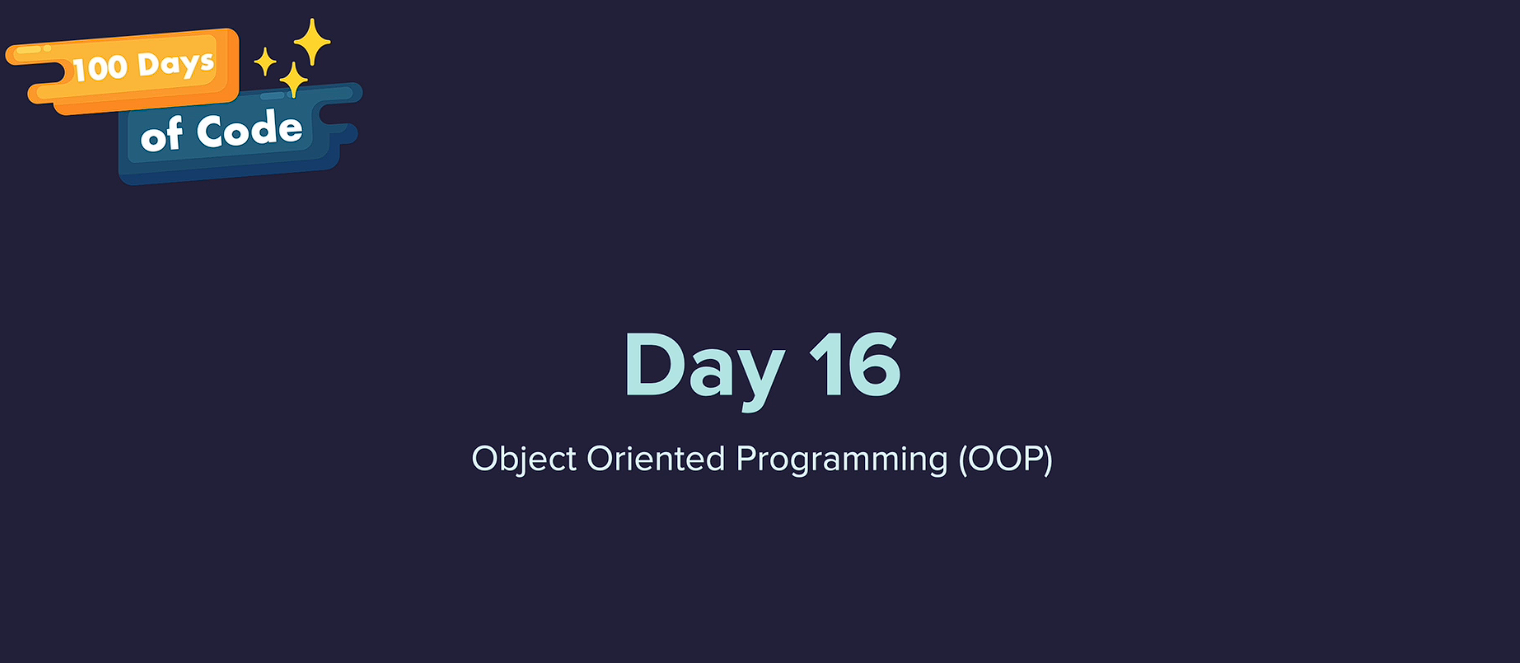 100 Days
of Code
Day 16
Object Oriented Programming (OOP)